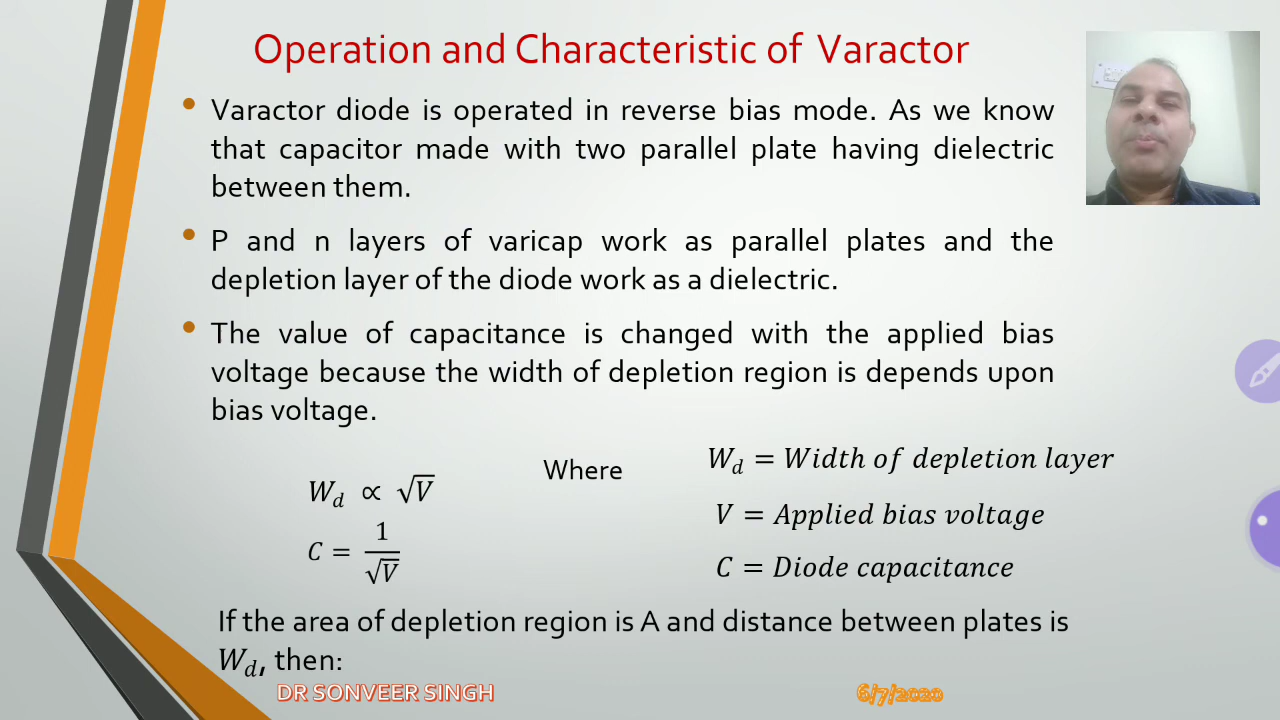 Operation and Characteristic of Varactor
• Varactor diode is operated in reverse bias mode. As we know
that capacitor made with two parallel plate having dielectric
between them.
• P and n layers of varicap work as parallel plates and the
depletion layer of the diode work as a dielectric.
• The value of capacitance is changed with the applied bias
voltage because the width of depletion region is depends upon
bias voltage.
W_d ∝ √V
C = 1/√V
Where
W_d = Width of depletion layer
V = Applied bias voltage
C = Diode capacitance
If the area of depletion region is A and distance between plates is
W_d, then:
DR SONVEER SINGH
6/7/2020